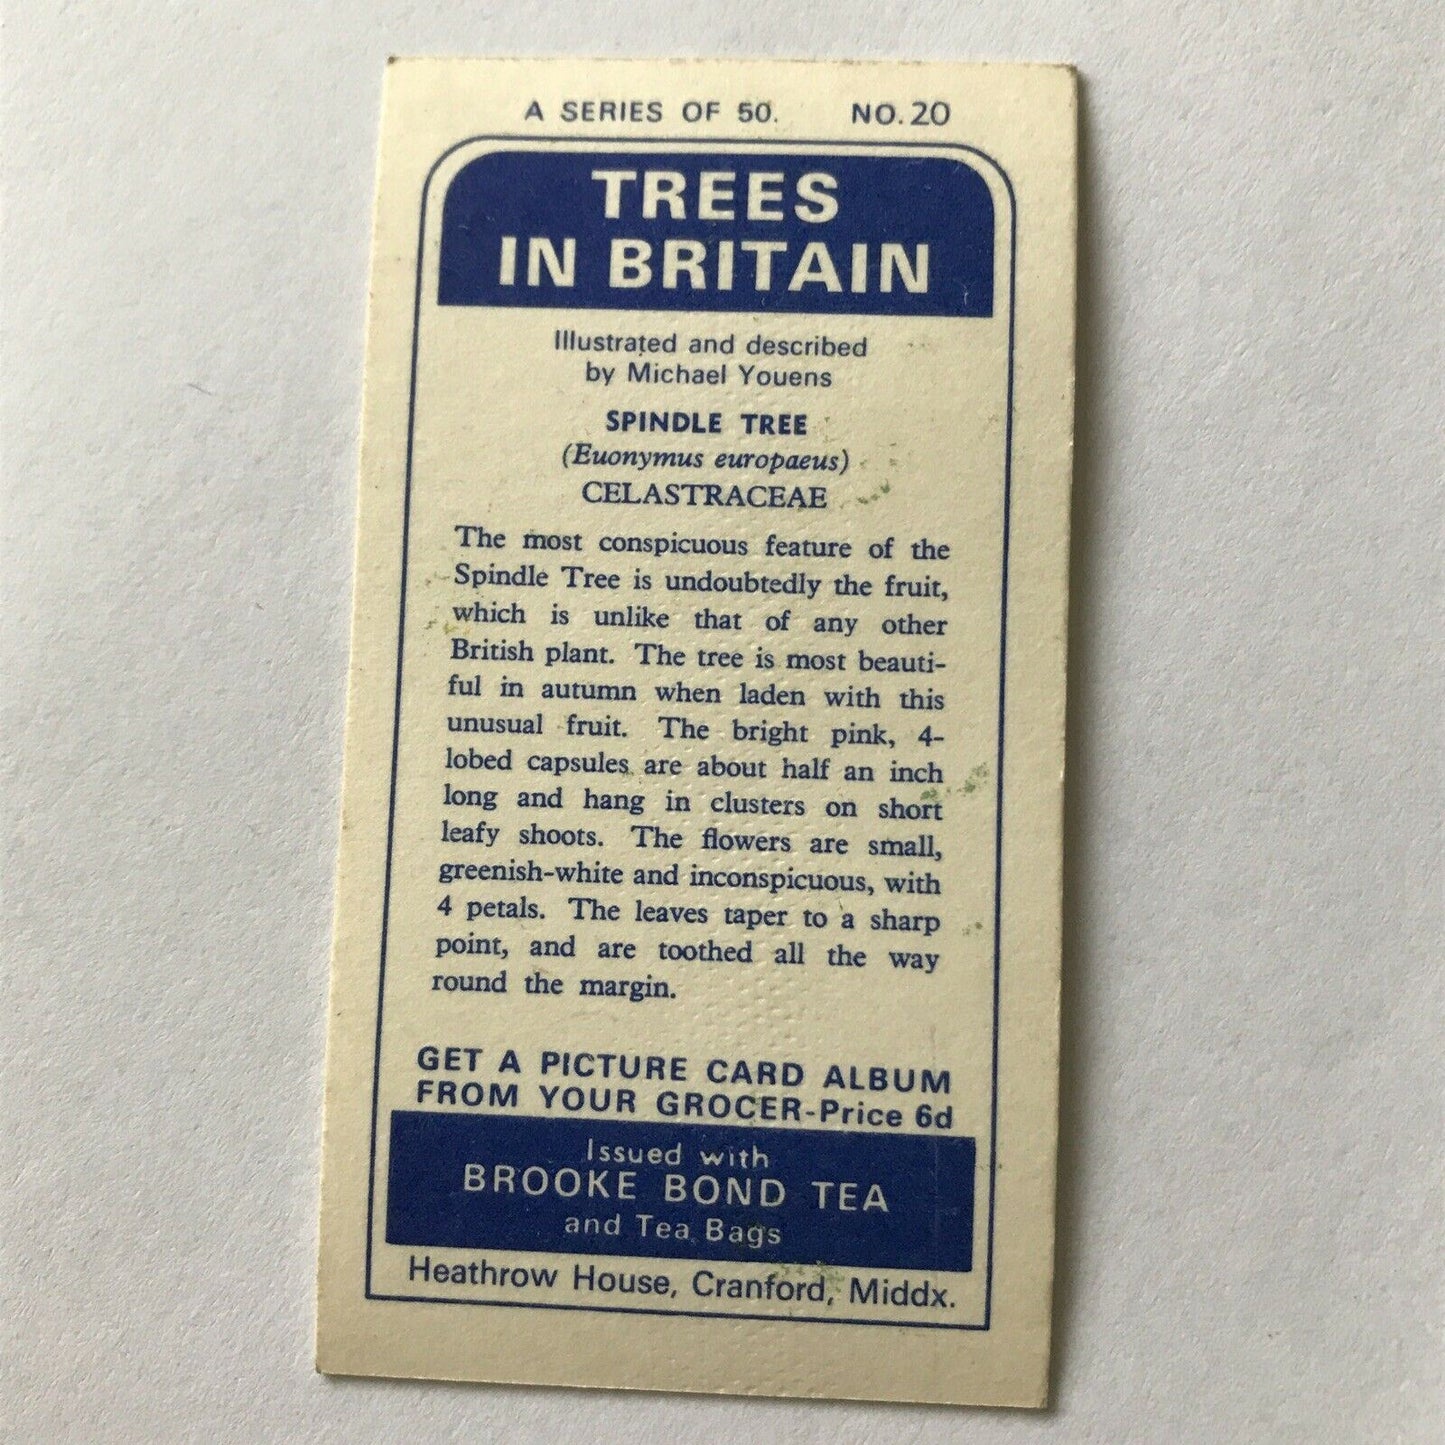 A SERIES OF 50. NO. 20
TREES
IN BRITAIN
Illustrated and described
by Michael Youens
SPINDLE TREE
(Euonymus europaeus)
CELASTRACEAE
The most conspicuous feature of the
Spindle Tree is undoubtedly the fruit,
which is unlike that of any other
British plant. The tree is most beauti-
ful in autumn when laden with this
unusual fruit. The bright pink, 4-
lobed capsules are about half an inch
long and hang in clusters on short
leafy shoots. The flowers are small,
greenish-white and inconspicuous, with
4 petals. The leaves taper to a sharp
point, and are toothed all the way
round the margin.
GET A PICTURE CARD ALBUM
FROM YOUR GROCER-Price 6d
Issued with
BROOKE BOND TEA
and Tea Bags
Heathrow House, Cranford, Middx.